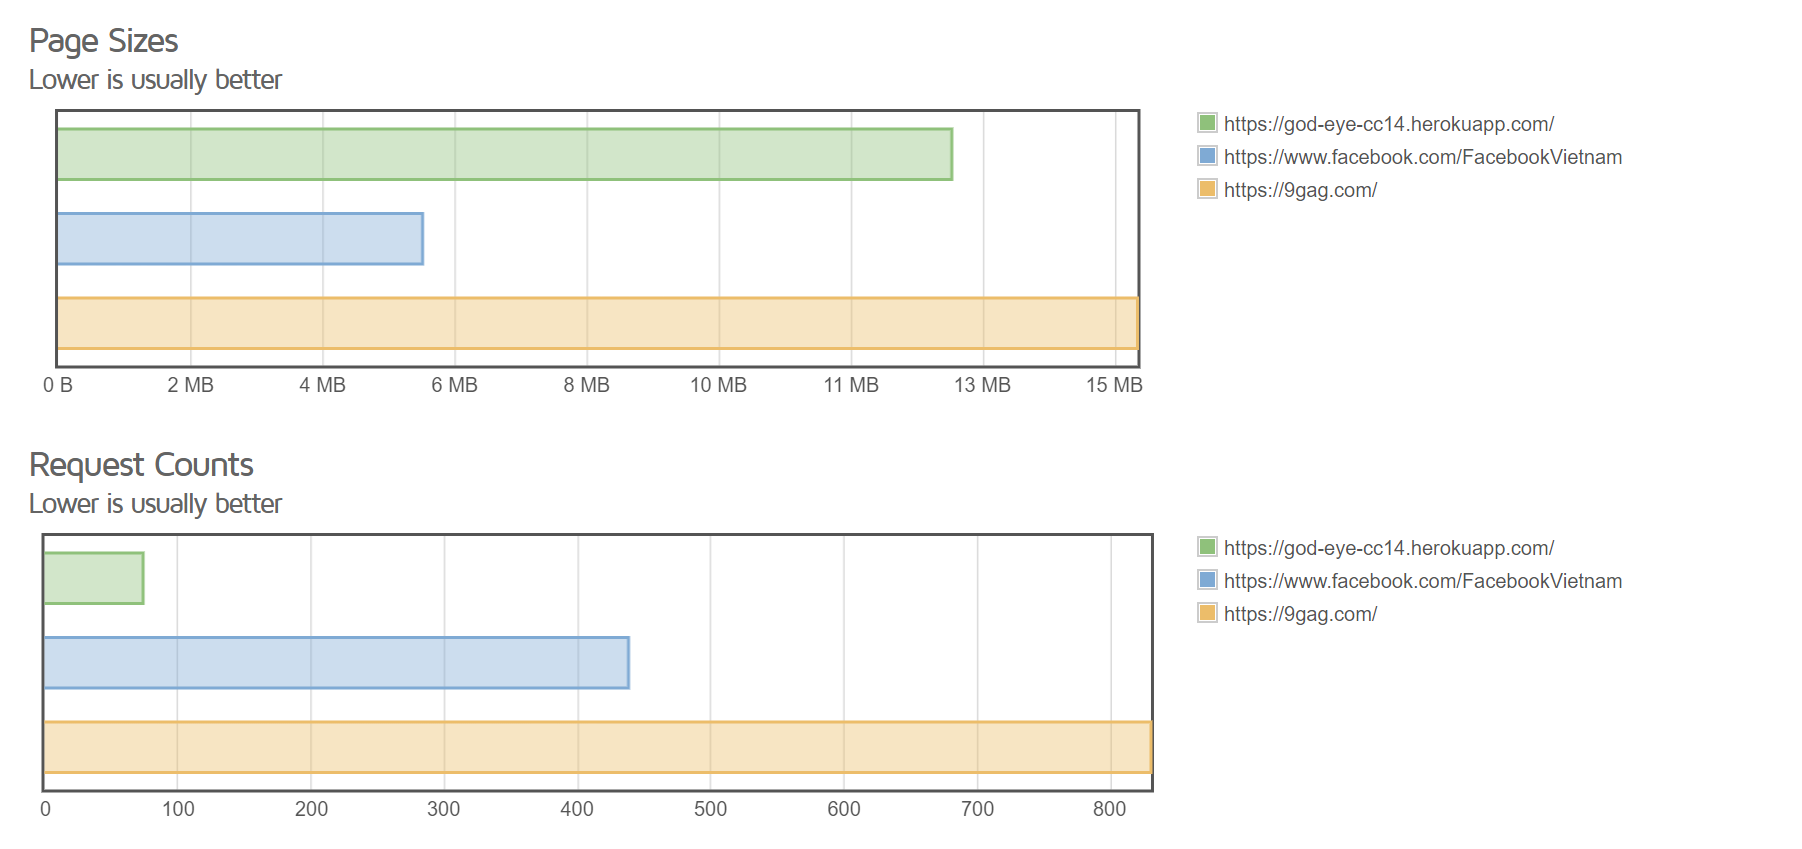 Page Sizes
Lower is usually better
https://god-eye-cc14.herokuapp.com/
https://www.facebook.com/FacebookVietnam
https://9gag.com/
0 B 2 MB 4 MB 6 MB 8 MB 10 MB 11 MB 13 MB 15 MB
Request Counts
Lower is usually better
https://god-eye-cc14.herokuapp.com/
https://www.facebook.com/FacebookVietnam
https://9gag.com/
0 100 200 300 400 500 600 700 800